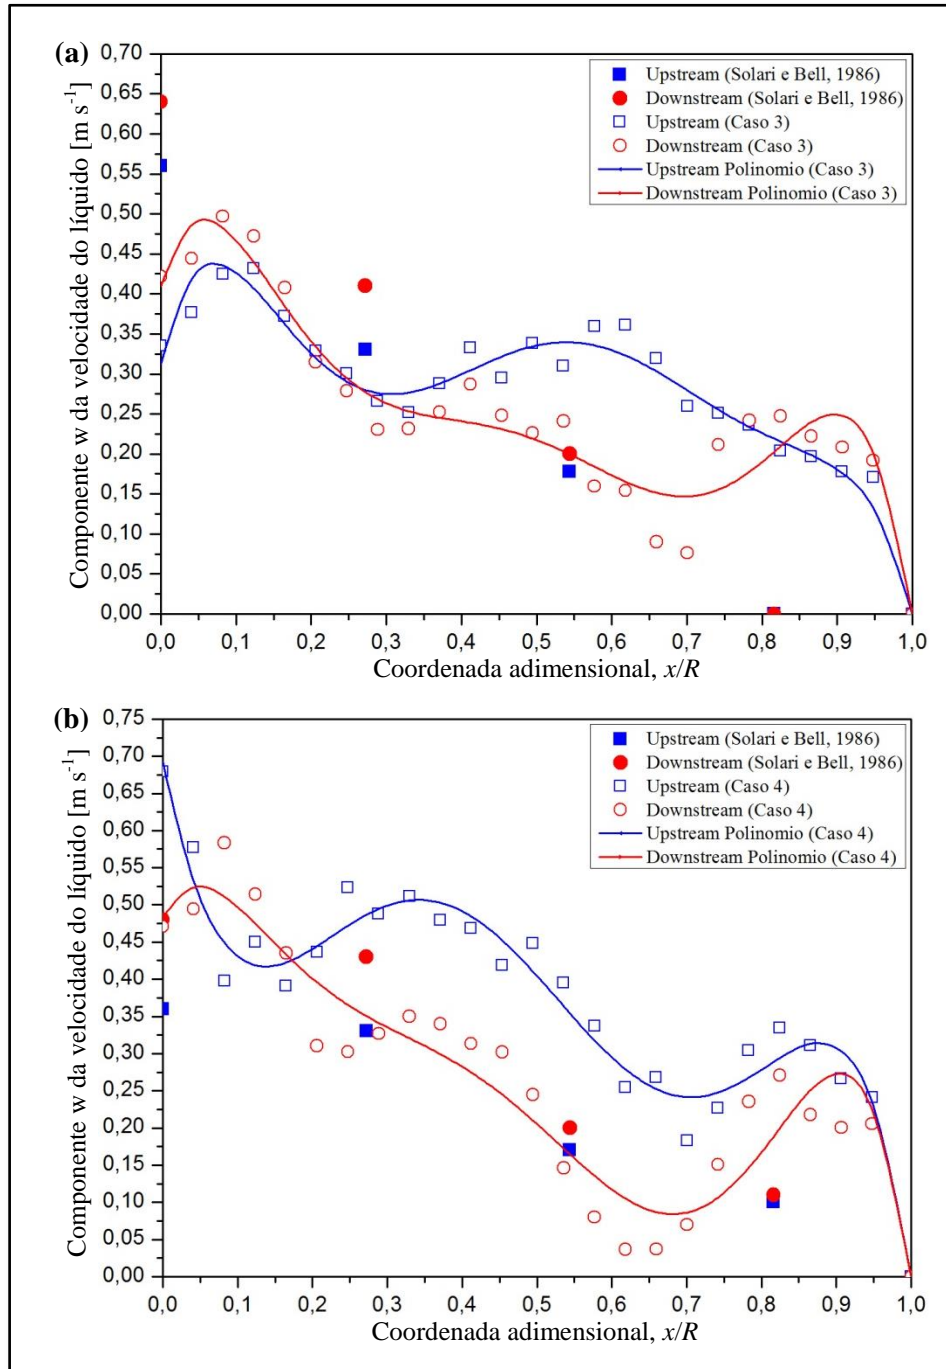 (a)
0,70
0,65
0,60
0,55
0,50
0,45
0,40
0,35
0,30
0,25
0,20
0,15
0,10
0,05
0,00
Componente w da velocidade do líquido [m s⁻¹]
Upstream (Solari e Bell, 1986)
Downstream (Solari e Bell, 1986)
Upstream (Caso 3)
Downstream (Caso 3)
Upstream Polinomio (Caso 3)
Downstream Polinomio (Caso 3)
0,0 0,1 0,2 0,3 0,4 0,5 0,6 0,7 0,8 0,9 1,0
Coordenada adimensional, x/R
(b)
0,75
0,70
0,65
0,60
0,55
0,50
0,45
0,40
0,35
0,30
0,25
0,20
0,15
0,10
0,05
0,00
Componente w da velocidade do líquido [m s⁻¹]
Upstream (Solari e Bell, 1986)
Downstream (Solari e Bell, 1986)
Upstream (Caso 4)
Downstream (Caso 4)
Upstream Polinomio (Caso 4)
Downstream Polinomio (Caso 4)
0,0 0,1 0,2 0,3 0,4 0,5 0,6 0,7 0,8 0,9 1,0
Coordenada adimensional, x/R